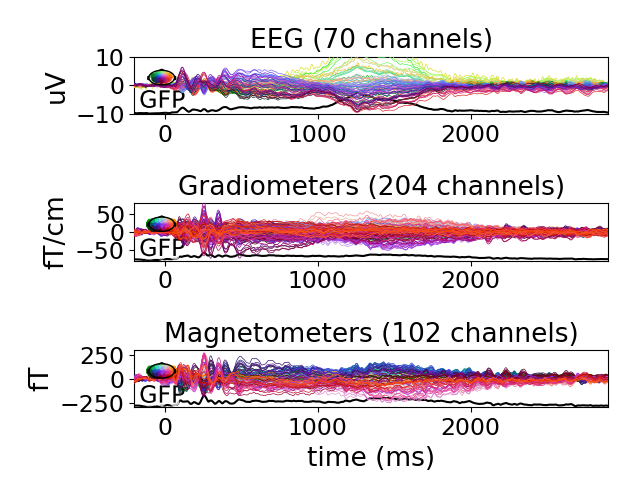 EEG (70 channels)
10
0
−10
uV
GFP
0
1000
2000
Gradiometers (204 channels)
50
0
−50
fT/cm
GFP
0
1000
2000
Magnetometers (102 channels)
250
0
−250
fT
GFP
0
1000
2000
time (ms)